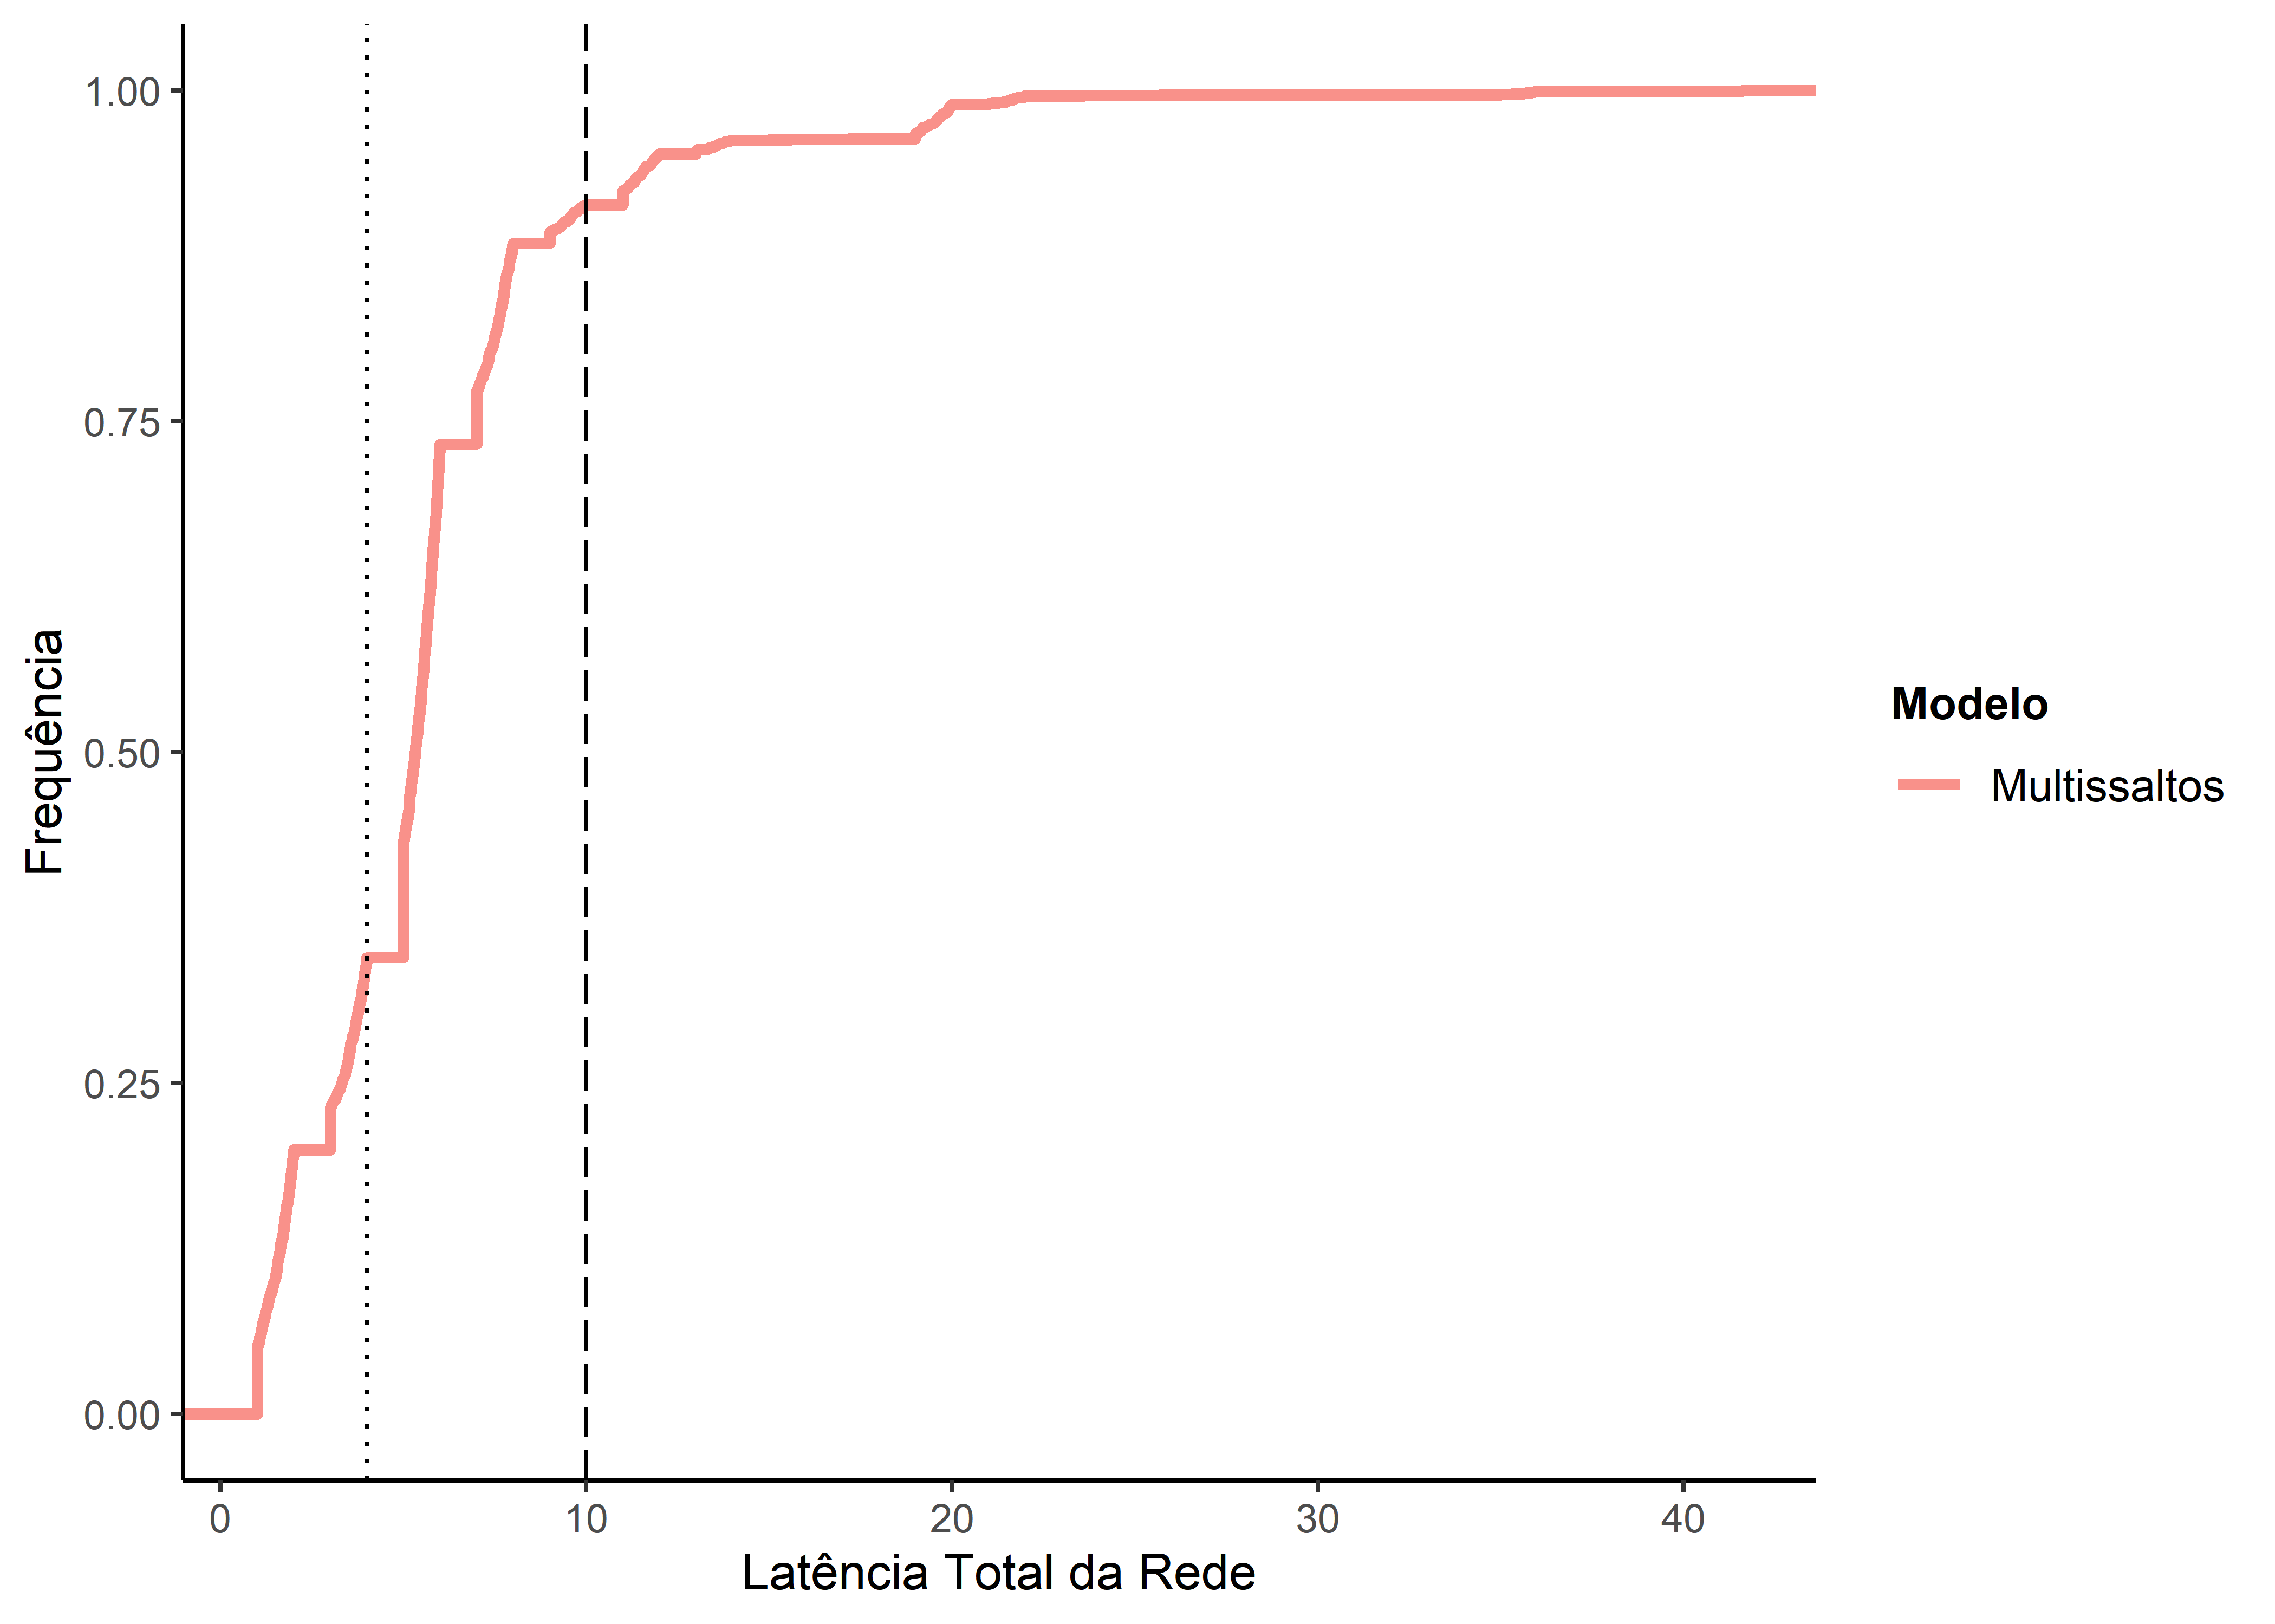 1.00
0.75
0.50
0.25
0.00
Frequência
0 10 20 30 40
Latência Total da Rede
Modelo
Multissaltos